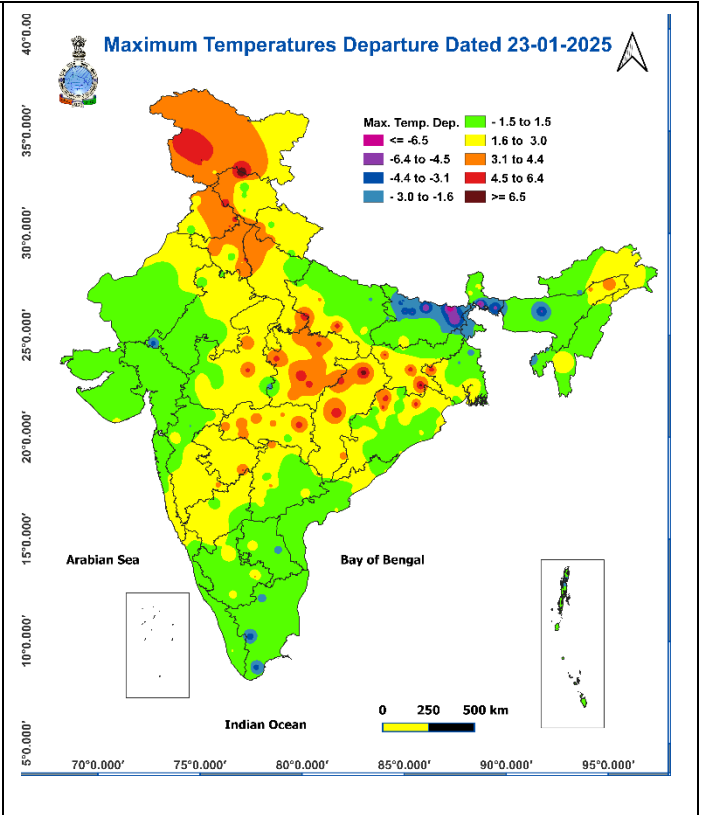 Maximum Temperatures Departure Dated 23-01-2025
Max. Temp. Dep.
<= -6.5
-6.4 to -4.5
-4.4 to -3.1
- 3.0 to -1.6
- 1.5 to 1.5
1.6 to 3.0
3.1 to 4.4
4.5 to 6.4
>= 6.5
40°0.00
35°0.000'
30°0.000'
25°0.000'
20°0.000'
15°0.000'
10°0.000'
5°0.000'
Arabian Sea
Bay of Bengal
Indian Ocean
0 250 500 km
70°0.000' 75°0.000' 80°0.000' 85°0.000' 90°0.000' 95°0.000'